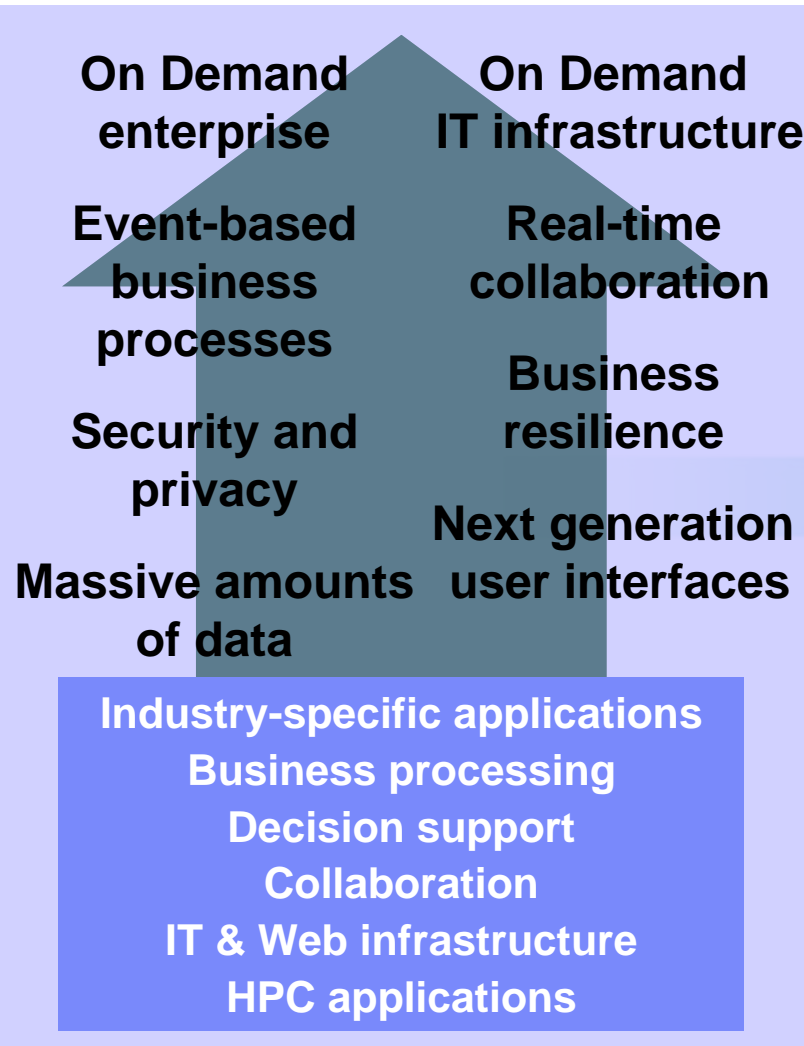 On Demand
enterprise
Event-based
business
processes
Security and
privacy
Massive amounts
of data
On Demand
IT infrastructure
Real-time
collaboration
Business
resilience
Next generation
user interfaces
Industry-specific applications
Business processing
Decision support
Collaboration
IT & Web infrastructure
HPC applications